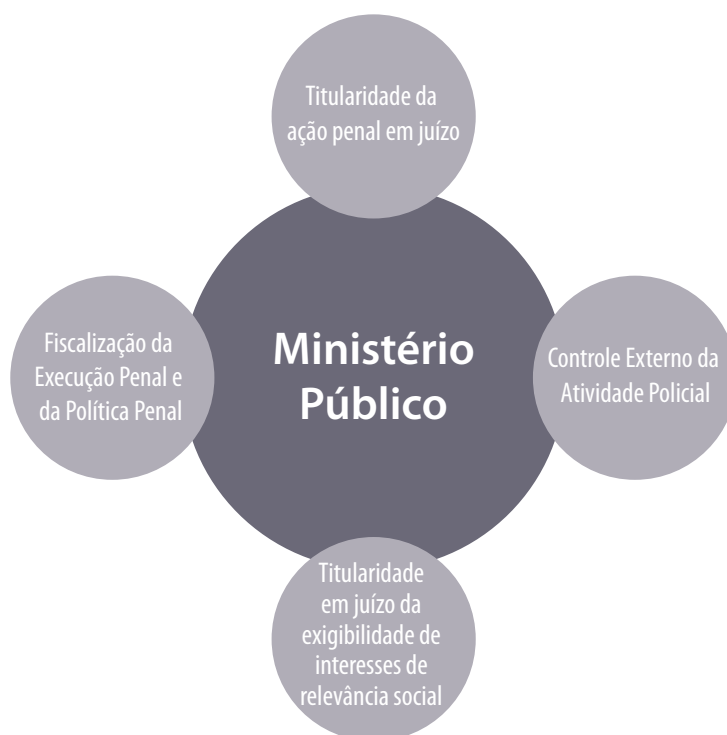 Titularidade da
ação penal em juízo
Fiscalização da
Execução Penal e
da Política Penal
Ministério
Público
Controle Externo da
Atividade Policial
Titularidade
em juízo da
exigibilidade de
interesses de
relevância social